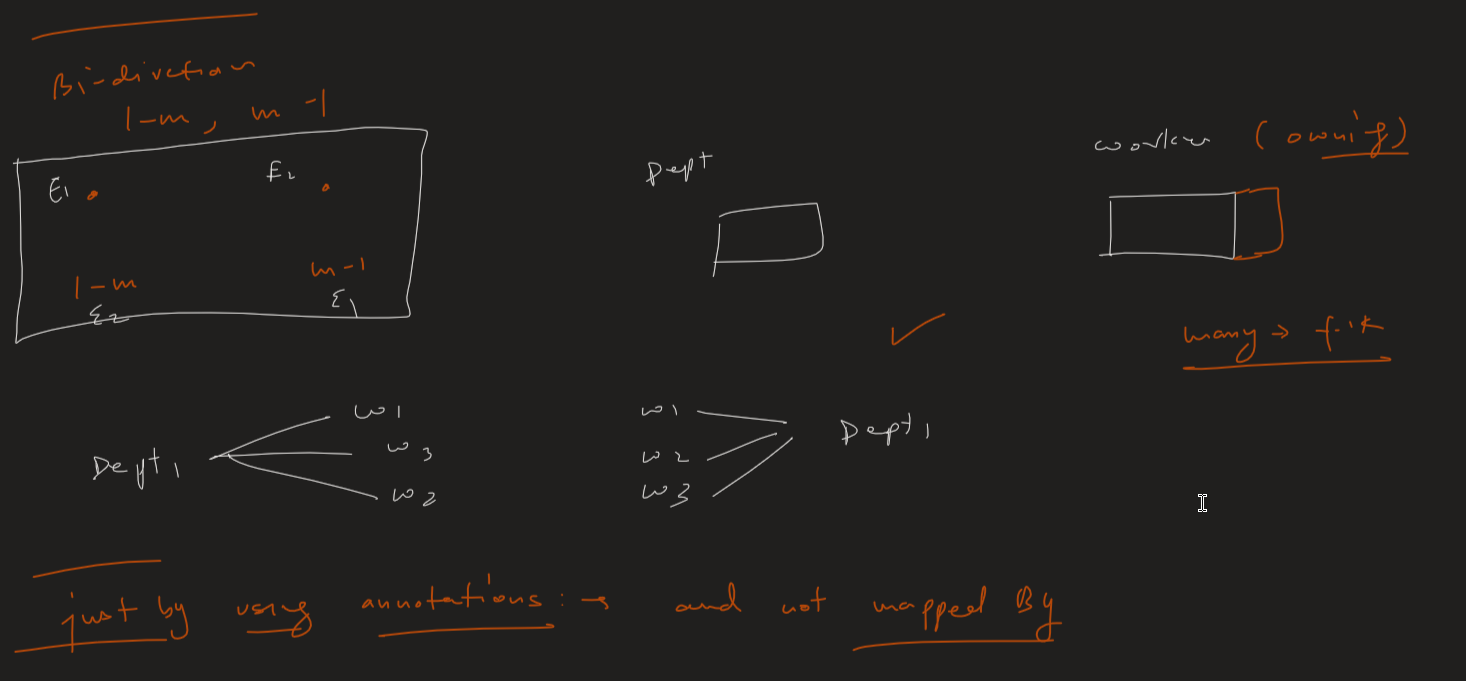 Bi-direction
1-m, m-1
E1
E2
1-m
E2
m-1
E1
Dept
worker (owning)
many → f.k
Dept1
w1
w3
w2
w1
w2
w3
Dept1
just by using annotations: → and not mapped By